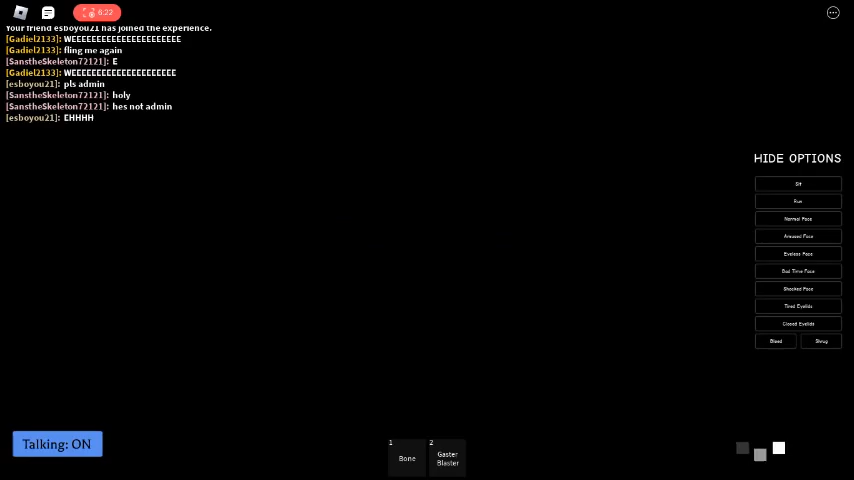 6:22
Your friend esboyou21 has joined the experience.
[Gadiel2133]: WEEEEEEEEEEEEEEEEEEEEEE
[Gadiel2133]: fling me again
[SanstheSkeleton72121]: E
[Gadiel2133]: WEEEEEEEEEEEEEEEEEEEEE
[esboyou21]: pls admin
[SanstheSkeleton72121]: holy
[SanstheSkeleton72121]: hes not admin
[esboyou21]: EHHHH
HIDE OPTIONS
Sit
Run
Normal Face
Amused Face
Eyeless Face
Bad Time Face
Shocked Face
Tired Eyelids
Closed Eyelids
Bleed
Shrug
Talking: ON
1
Bone
2
Gaster
Blaster